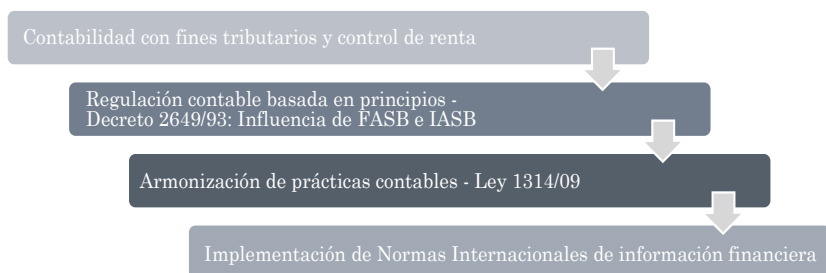 Contabilidad con fines tributarios y control de renta
Regulación contable basada en principios -
Decreto 2649/93: Influencia de FASB e IASB
Armonización de prácticas contables - Ley 1314/09
Implementación de Normas Internacionales de información financiera